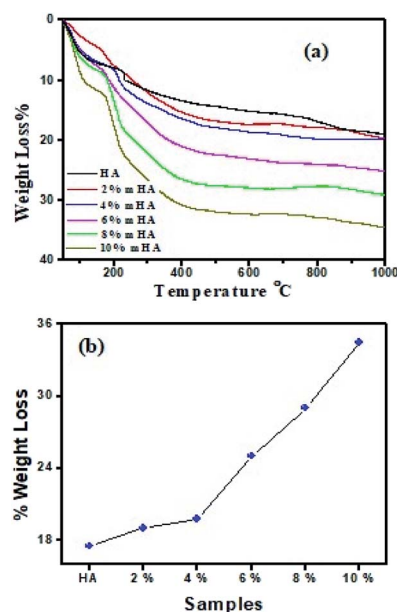 (a)
0
10
20
30
40
Weight Loss%
HA
2% mHA
4% mHA
6% mHA
8% mHA
10% mHA
200 400 600 800 1000
Temperature °C
(b)
36
30
24
18
% Weight Loss
HA 2 % 4 % 6 % 8 % 10 %
Samples